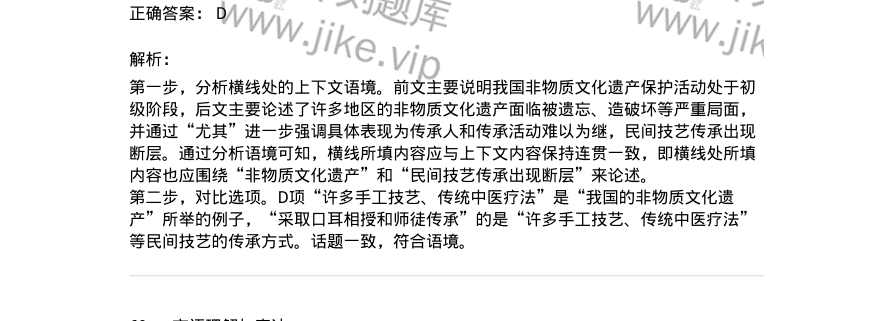 刻题库
www.jike.vip
www.ji
正确答案： D
解析：
第一步，分析横线处的上下文语境。前文主要说明我国非物质文化遗产保护活动处于初
级阶段，后文主要论述了许多地区的非物质文化遗产面临被遗忘、造破坏等严重局面，
并通过“尤其”进一步强调具体表现为传承人和传承活动难以为继，民间技艺传承出现
断层。通过分析语境可知，横线所填内容应与上下文内容保持连贯一致，即横线处所填
内容也应围绕“非物质文化遗产”和“民间技艺传承出现断层”来论述。
第二步，对比选项。D项“许多手工技艺、传统中医疗法”是“我国的非物质文化遗
产”所举的例子，“采取口耳相授和师徒传承”的是“许多手工技艺、传统中医疗法”
等民间技艺的传承方式。话题一致，符合语境。